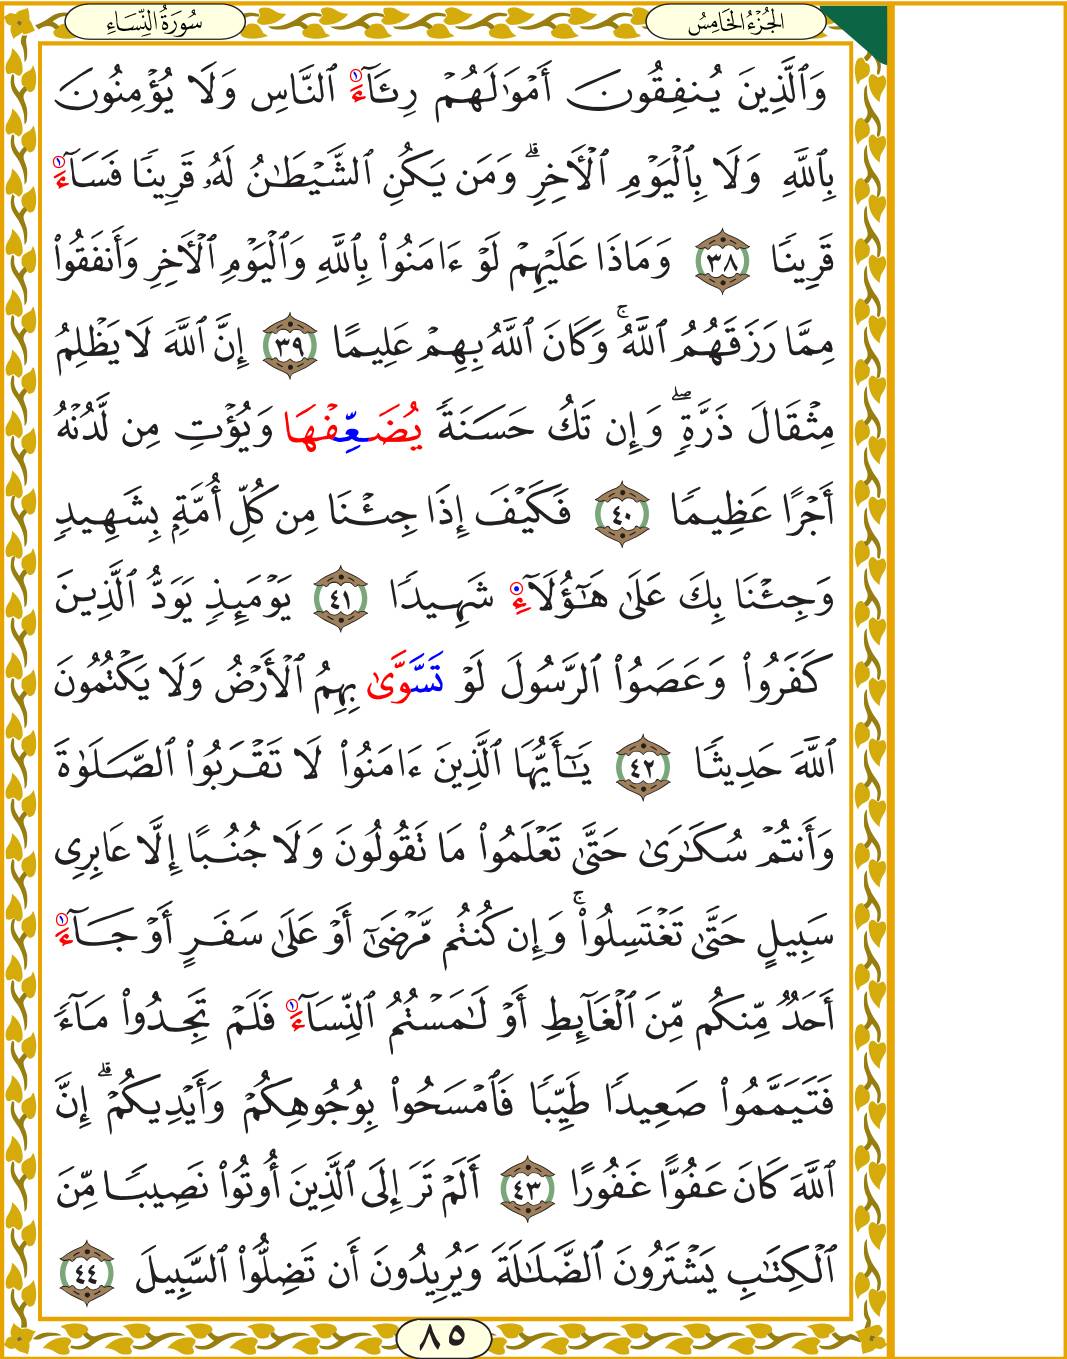 الجُزْءُ الخَامِسُ
سُورَةُ النِّسَاءِ
وَٱلَّذِينَ يُنفِقُونَ أَمْوَٰلَهُمْ رِئَآءَ ٱلنَّاسِ وَلَا يُؤْمِنُونَ
بِٱللَّهِ وَلَا بِٱلْيَوْمِ ٱلْأَخِرِۗ وَمَن يَكُنِ ٱلشَّيْطَٰنُ لَهُۥ قَرِينٗا فَسَآءَ
قَرِينٗا ٣٨ وَمَاذَا عَلَيْهِمْ لَوْ ءَامَنُوا۟ بِٱللَّهِ وَٱلْيَوْمِ ٱلْأَخِرِ وَأَنفَقُوا۟
مِمَّا رَزَقَهُمُ ٱللَّهُۚ وَكَانَ ٱللَّهُ بِهِمْ عَلِيمًا ٣٩ إِنَّ ٱللَّهَ لَا يَظْلِمُ
مِثْقَالَ ذَرَّةٖۖ وَإِن تَكُ حَسَنَةٗ يُضَعِّفْهَا وَيُؤْتِ مِن لَّدُنْهُ
أَجْرًا عَظِيمٗا ٤٠ فَكَيْفَ إِذَا جِئْنَا مِن كُلِّ أُمَّةِۭ بِشَهِيدٖ
وَجِئْنَا بِكَ عَلَىٰ هَٰٓؤُلَآءِ شَهِيدٗا ٤١ يَوْمَئِذٖ يَوَدُّ ٱلَّذِينَ
كَفَرُوا۟ وَعَصَوُا۟ ٱلرَّسُولَ لَوْ تَسَّوَّىٰ بِهِمُ ٱلْأَرْضُ وَلَا يَكْتُمُونَ
ٱللَّهَ حَدِيثٗا ٤٢ يَٰٓأَيُّهَا ٱلَّذِينَ ءَامَنُوا۟ لَا تَقْرَبُوا۟ ٱلصَّلَوٰةَ
وَأَنتُمْ سُكَٰرَىٰ حَتَّىٰ تَعْلَمُوا۟ مَا تَقُولُونَ وَلَا جُنُبًا إِلَّا عَابِرِى
سَبِيلٍ حَتَّىٰ تَغْتَسِلُوا۟ۚ وَإِن كُنتُم مَّرْضَىٰٓ أَوْ عَلَىٰ سَفَرٍ أَوْ جَآءَ
أَحَدٞ مِّنكُم مِّنَ ٱلْغَآئِطِ أَوْ لَٰمَسْتُمُ ٱلنِّسَآءَ فَلَمْ تَجِدُوا۟ مَآءٗ
فَتَيَمَّمُوا۟ صَعِيدٗا طَيِّبٗا فَٱمْسَحُوا۟ بِوُجُوهِكُمْ وَأَيْدِيكُمْۗ إِنَّ
ٱللَّهَ كَانَ عَفُوًّا غَفُورًا ٤٣ أَلَمْ تَرَ إِلَى ٱلَّذِينَ أُوتُوا۟ نَصِيبٗا مِّنَ
ٱلْكِتَٰبِ يَشْتَرُونَ ٱلضَّلَٰلَةَ وَيُرِيدُونَ أَن تَضِلُّوا۟ ٱلسَّبِيلَ ٤٤
٨٥